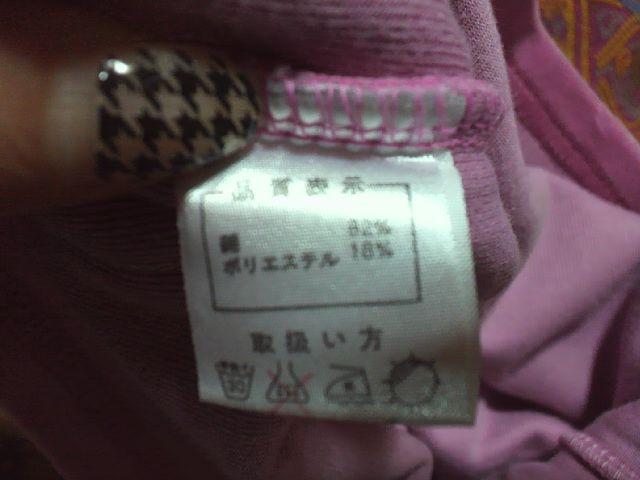 品質表示
綿 82%
ポリエステル 18%
取扱い方